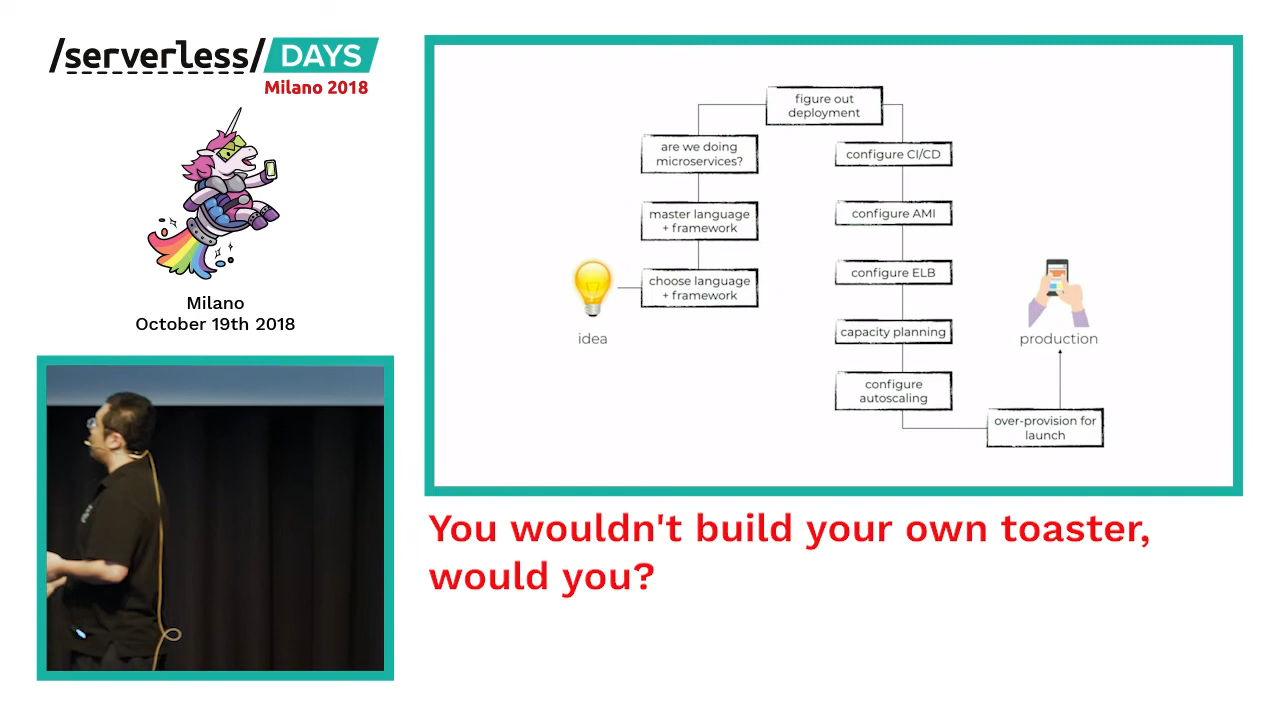 /serverless/ DAYS
Milano 2018
Milano
October 19th 2018
figure out
deployment
are we doing
microservices?
master language
+ framework
choose language
+ framework
idea
configure CI/CD
configure AMI
configure ELB
capacity planning
configure
autoscaling
over-provision for
launch
production
You wouldn't build your own toaster,
would you?